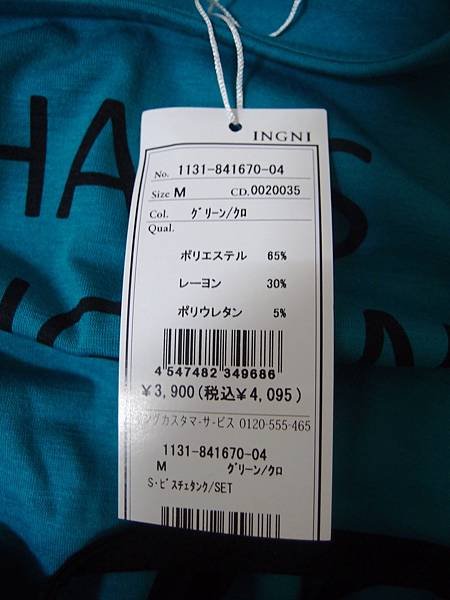 INGNI
No. 1131-841670-04
Size M CD.0020035
Col. ｸﾞﾘｰﾝ/ｸﾛ
Qual.
ポリエステル 65%
レーヨン 30%
ポリウレタン 5%
4 547482 349686
¥3,900(税込¥4,095)
ングカスタマ-サービス 0120-555-465
1131-841670-04
M ｸﾞﾘｰﾝ/ｸﾛ
S・ﾋﾞｽﾁｪﾀﾝｸ/SET